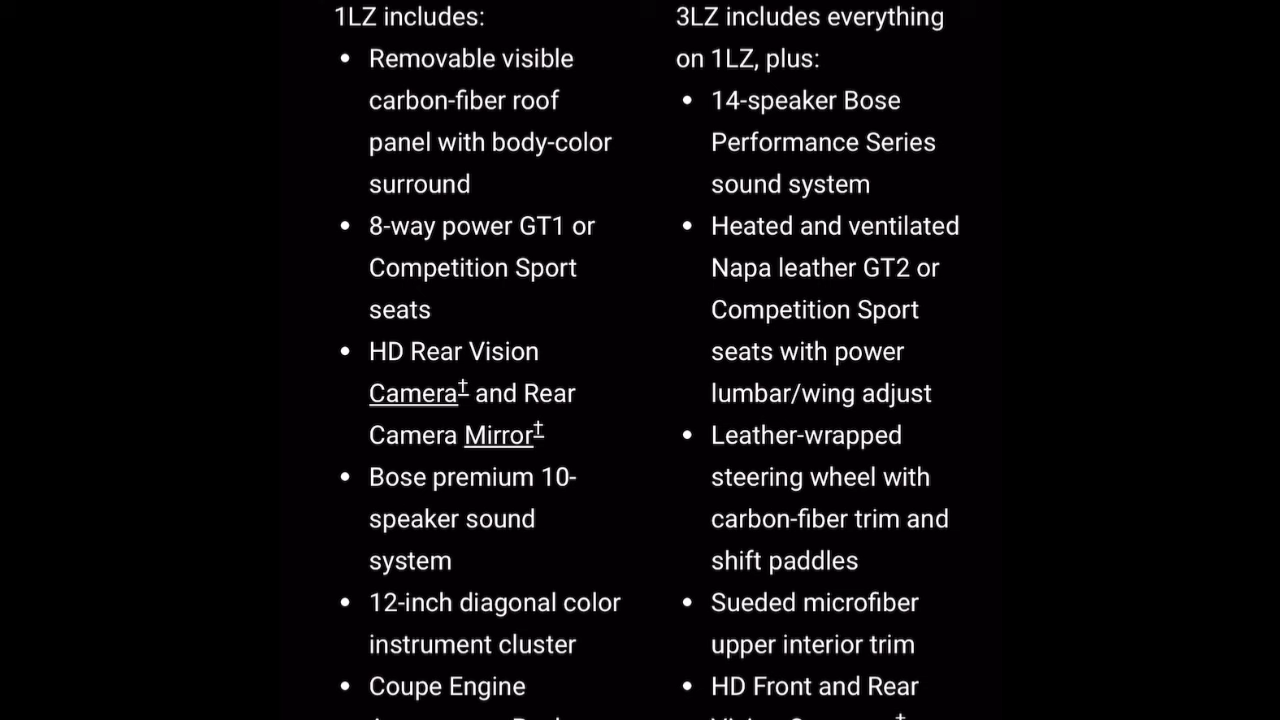 1LZ includes:
• Removable visible
carbon-fiber roof
panel with body-color
surround
• 8-way power GT1 or
Competition Sport
seats
• HD Rear Vision
Camera† and Rear
Camera Mirror†
• Bose premium 10-
speaker sound
system
• 12-inch diagonal color
instrument cluster
• Coupe Engine
3LZ includes everything
on 1LZ, plus:
• 14-speaker Bose
Performance Series
sound system
• Heated and ventilated
Napa leather GT2 or
Competition Sport
seats with power
lumbar/wing adjust
• Leather-wrapped
steering wheel with
carbon-fiber trim and
shift paddles
• Sueded microfiber
upper interior trim
• HD Front and Rear